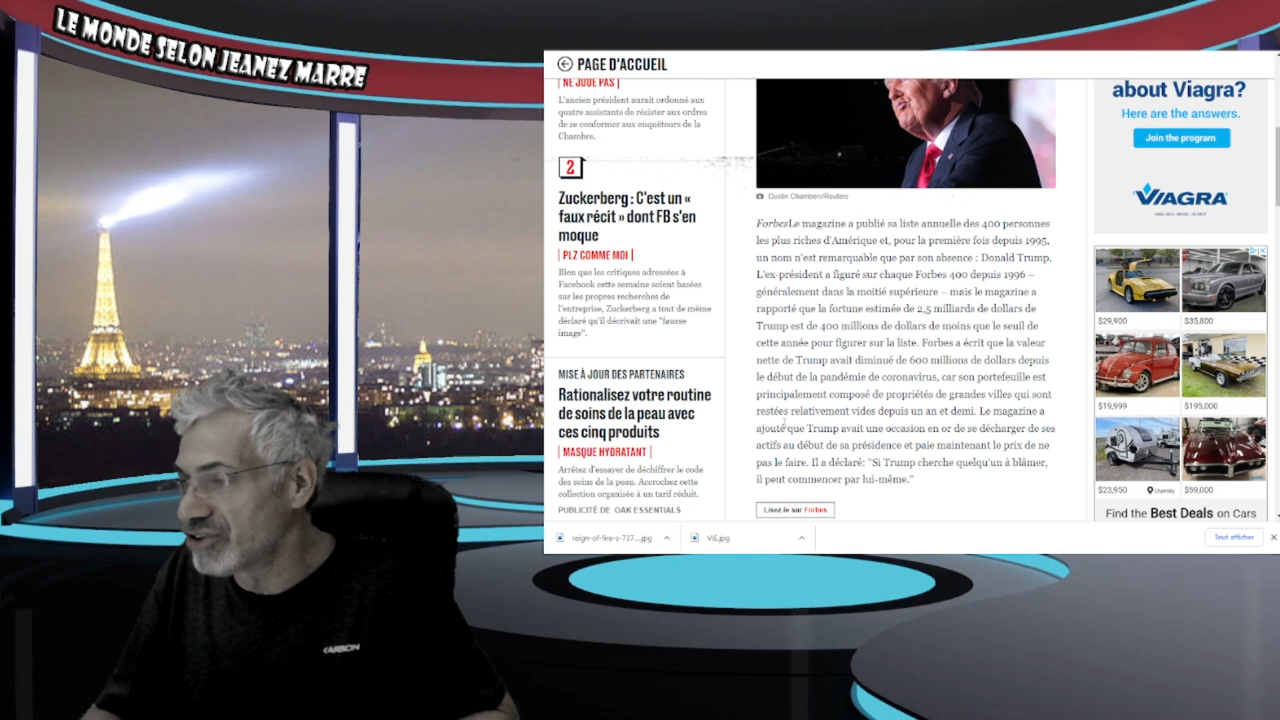 LE MONDE SELON JEANEZ MARRE
PAGE D'ACCUEIL
| NE JOUE PAS |
L'ancien président aurait ordonné aux
quatre assistants de résister aux ordres
de se conformer aux enquêteurs de la
Chambre.
2
Zuckerberg : C'est un «
faux récit » dont FB s'en
moque
| PLZ COMME MOI |
Bien que les critiques adressées à
Facebook cette semaine soient basées
sur les propres recherches de
l'entreprise, Zuckerberg a tout de même
déclaré qu'il décrivait une "fausse
image".
MISE À JOUR DES PARTENAIRES
Rationalisez votre routine
de soins de la peau avec
ces cinq produits
| MASQUE HYDRATANT |
Arrêtez d'essayer de déchiffrer le code
des soins de la peau. Accrochez cette
collection organisée à un tarif réduit.
PUBLICITÉ DE OAK ESSENTIALS
Dustin Chambers/Reuters
ForbesLe magazine a publié sa liste annuelle des 400 personnes
les plus riches d'Amérique et, pour la première fois depuis 1995,
un nom n'est remarquable que par son absence : Donald Trump.
L'ex-président a figuré sur chaque Forbes 400 depuis 1996 –
généralement dans la moitié supérieure – mais le magazine a
rapporté que la fortune estimée de 2,5 milliards de dollars de
Trump est de 400 millions de dollars de moins que le seuil de
cette année pour figurer sur la liste. Forbes a écrit que la valeur
nette de Trump avait diminué de 600 millions de dollars depuis
le début de la pandémie de coronavirus, car son portefeuille est
principalement composé de propriétés de grandes villes qui sont
restées relativement vides depuis un an et demi. Le magazine a
ajouté que Trump avait une occasion en or de se décharger de ses
actifs au début de sa présidence et paie maintenant le prix de ne
pas le faire. Il a déclaré: "Si Trump cherche quelqu'un à blâmer,
il peut commencer par lui-même."
Lisez-le sur Forbes
about Viagra?
Here are the answers.
Join the program
VIAGRA
$29,900
$35,800
$19,999
$195,000
$23,950
Chambly
$59,000
Find the Best Deals on Cars
reign-of-fire-s-737....jpg
ViE.jpg
Tout afficher
KARBON